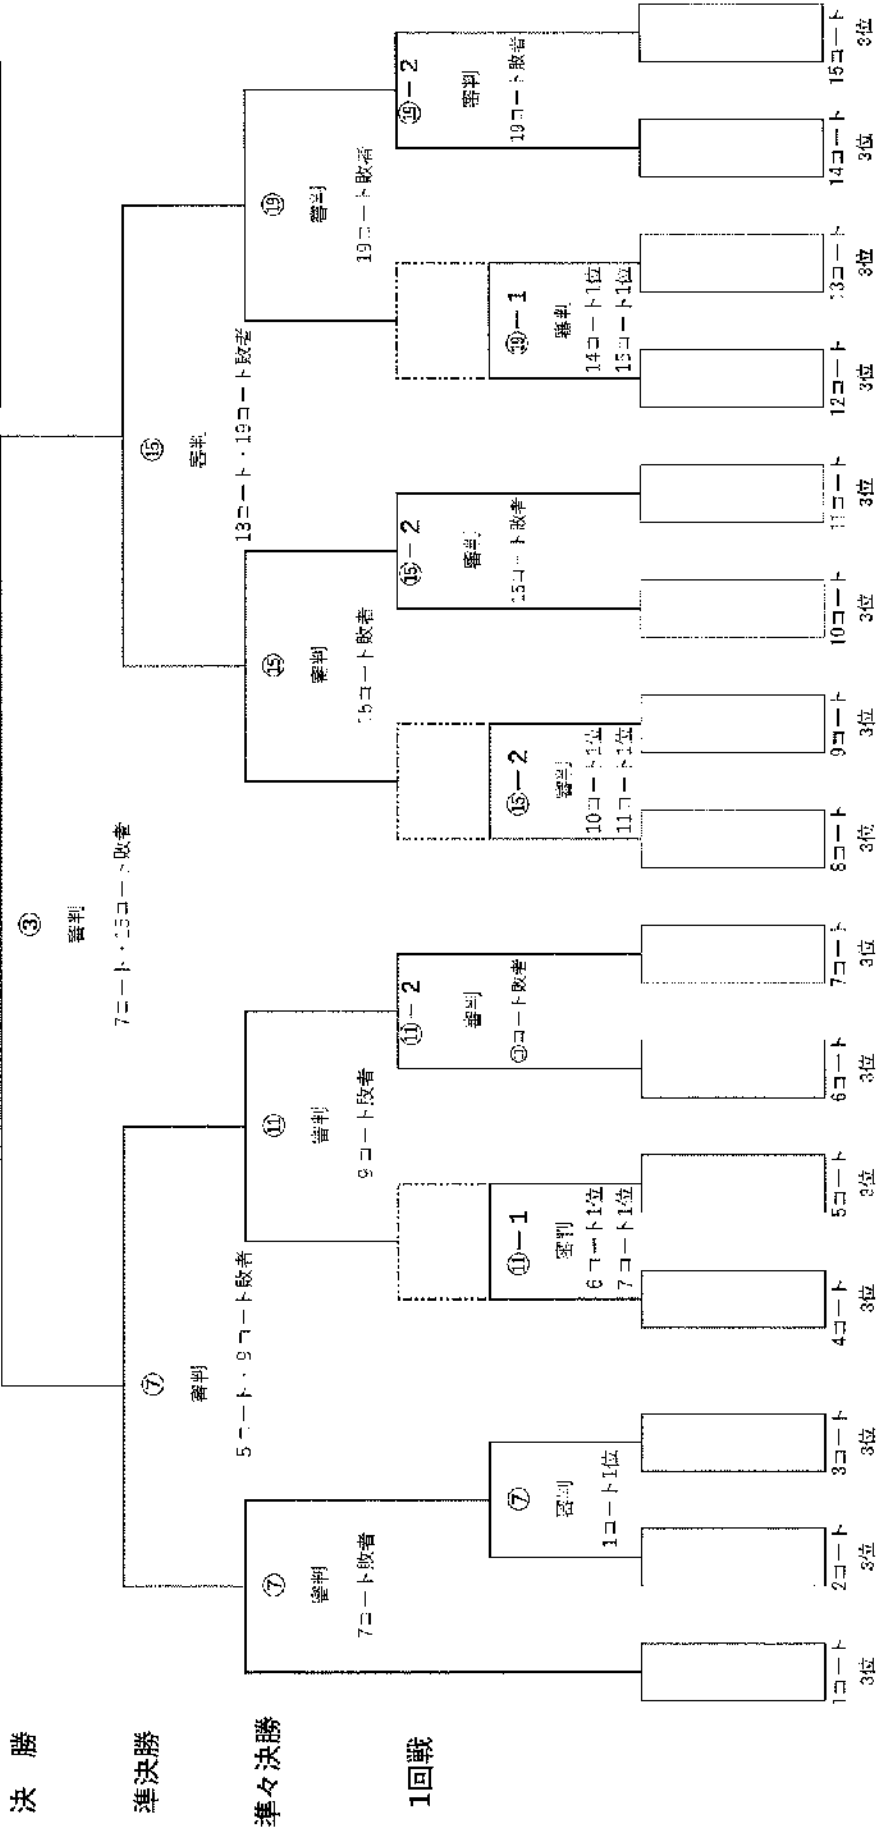 決 勝
③
審判
7コート・15コート敗者
準決勝
⑦
審判
5コート・9コート敗者
⑮
審判
13コート・19コート敗者
準々決勝
⑦
審判
7コート敗者
⑪
審判
9コート敗者
⑮
審判
15コート敗者
⑲
審判
19コート敗者
1回戦
⑦
審判
1コート1位
⑪－1
審判
6コート1位
7コート1位
⑪－2
審判
コート敗者
⑮－2
審判
10コート1位
11コート1位
⑮－2
審判
15コート敗者
⑲－1
審判
14コート1位
15コート1位
⑲－2
審判
19コート敗者
1コート
3位
2コート
3位
3コート
3位
4コート
3位
5コート
3位
6コート
3位
7コート
3位
8コート
3位
9コート
3位
10コート
3位
11コート
3位
12コート
3位
13コート
3位
14コート
3位
15コート
3位